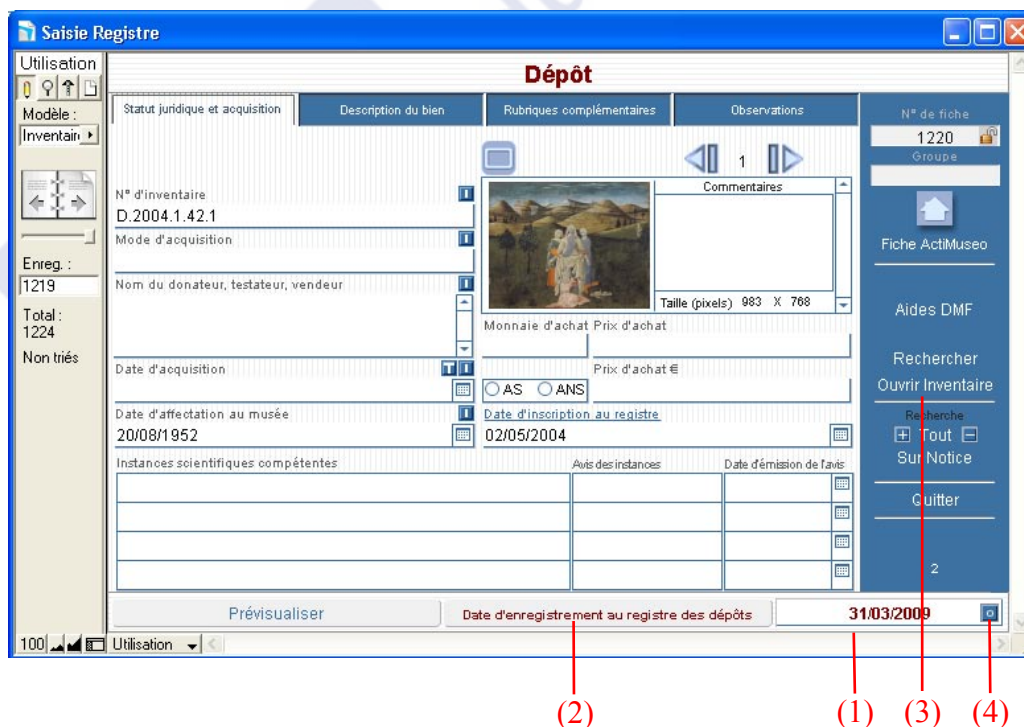 Saisie Registre
Utilisation
Modèle :
Inventair
Enreg. :
1219
Total :
1224
Non triés
Dépôt
Statut juridique et acquisition
Description du bien
Rubriques complémentaires
Observations
1
N° d'inventaire
D.2004.1.42.1
Mode d'acquisition
Nom du donateur, testateur, vendeur
Commentaires
Taille (pixels) 983 X 768
Monnaie d'achat Prix d'achat
Date d'acquisition
T
Prix d'achat €
AS ANS
Date d'affectation au musée
Date d'inscription au registre
20/08/1952
02/05/2004
Instances scientifiques compétentes
Avis des instances
Date d'émission de l'avis
N° de fiche
1220
Groupe
Fiche ActiMuseo
Aides DMF
Rechercher
Ouvrir Inventaire
Recherche
Tout
Sur Notice
Quitter
2
Prévisualiser
Date d'enregistrement au registre des dépôts
31/03/2009
100 Utilisation
(2) (1) (3) (4)